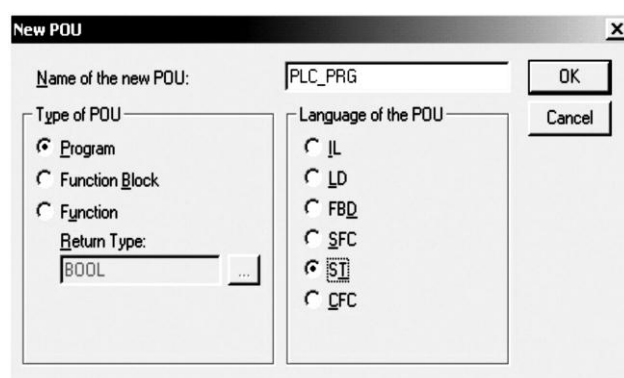 New POU
Name of the new POU:
PLC_PRG
OK
Cancel
Type of POU
Program
Function Block
Function
Return Type:
BOOL
...
Language of the POU
IL
LD
FBD
SFC
ST
CFC